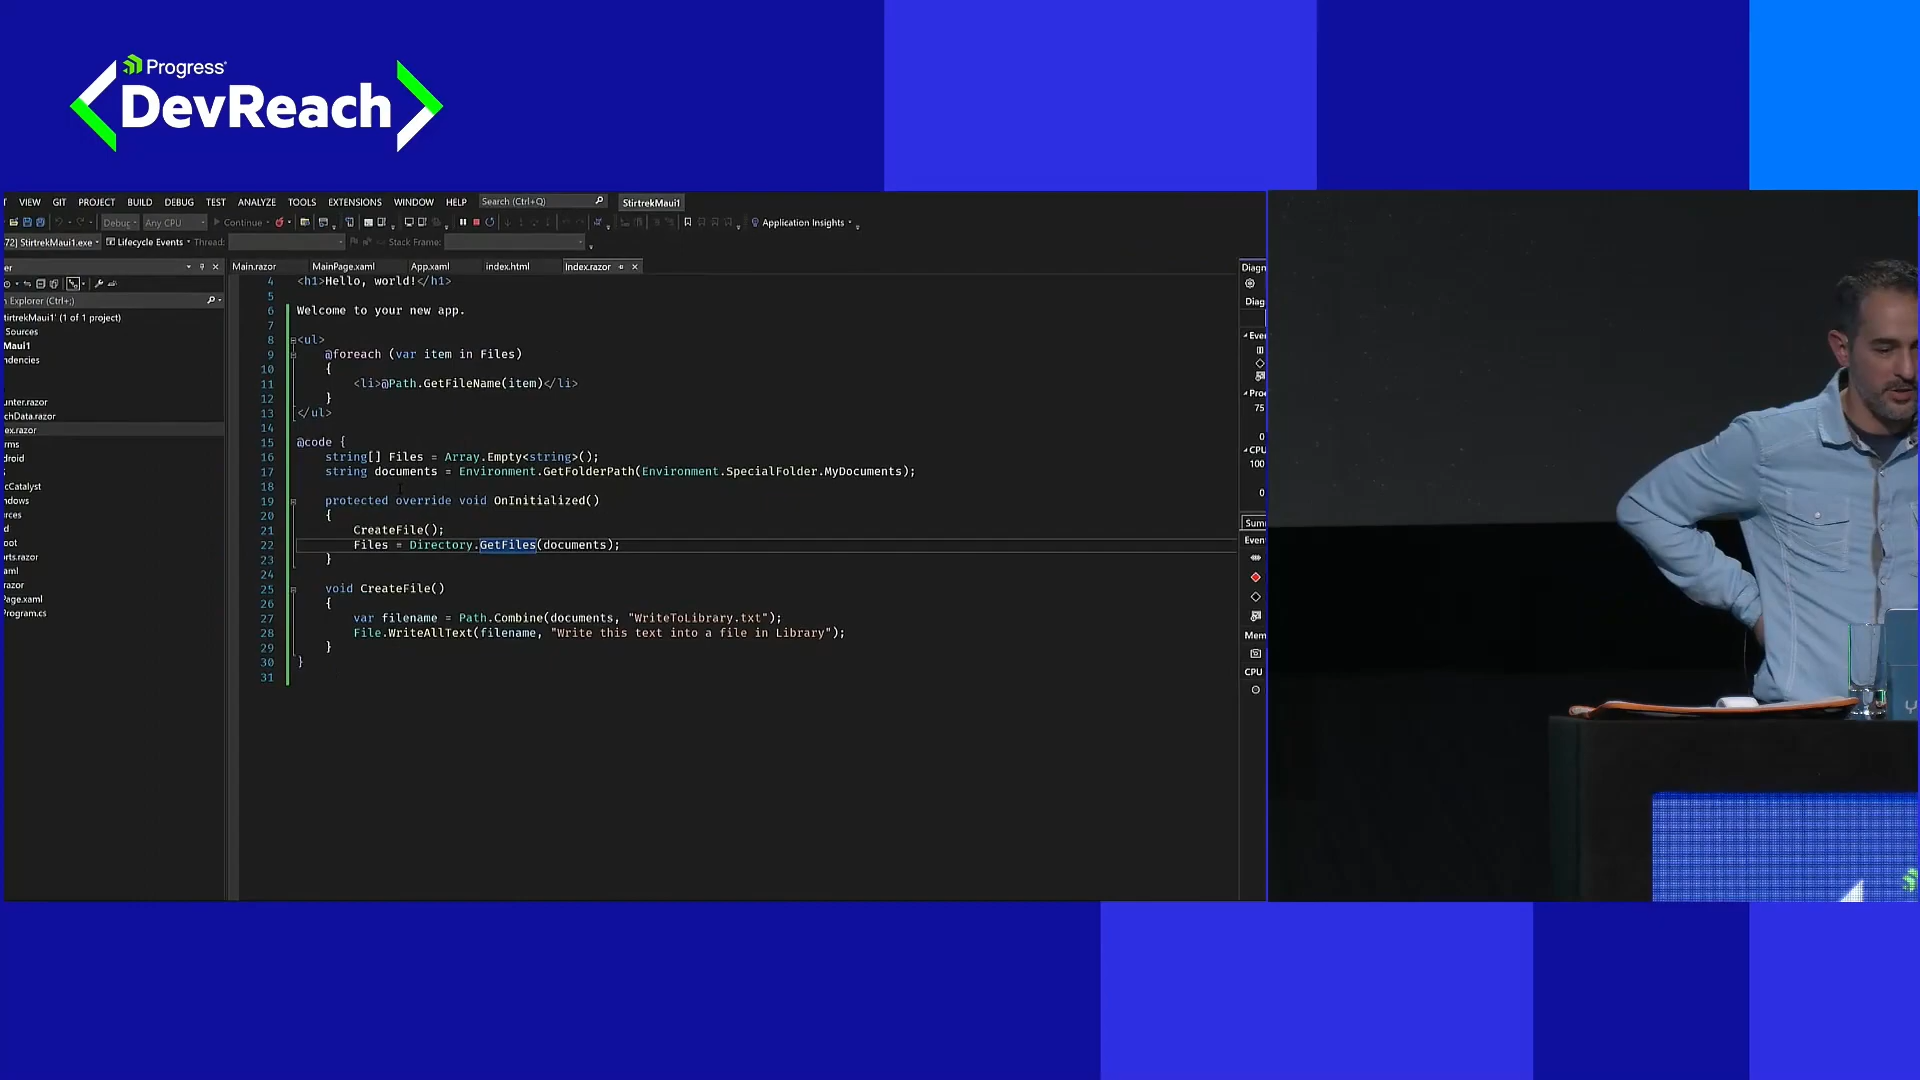 Progress
DevReach
VIEW GIT PROJECT BUILD DEBUG TEST ANALYZE TOOLS EXTENSIONS WINDOW HELP Search (Ctrl+Q) StirtrekMaui1
Debug Any CPU Continue Application Insights
72] StirtrekMaui1.exe Lifecycle Events Thread: Stack Frame:
er Main.razor MainPage.xaml App.xaml index.html Index.razor Diagn
Explorer (Ctrl+;)
tirtrekMaui1' (1 of 1 project)
Sources
Maui1
ndencies
unter.razor
chData.razor
ex.razor
rms
droid
cCatalyst
ndows
rces
d
oot
orts.razor
aml
razor
Page.xaml
Program.cs
4 <h1>Hello, world!</h1>
5
6 Welcome to your new app.
7
8 <ul>
9 @foreach (var item in Files)
10 {
11 <li>@Path.GetFileName(item)</li>
12 }
13 </ul>
14
15 @code {
16 string[] Files = Array.Empty<string>();
17 string documents = Environment.GetFolderPath(Environment.SpecialFolder.MyDocuments);
18
19 protected override void OnInitialized()
20 {
21 CreateFile();
22 Files = Directory.GetFiles(documents);
23 }
24
25 void CreateFile()
26 {
27 var filename = Path.Combine(documents, "WriteToLibrary.txt");
28 File.WriteAllText(filename, "Write this text into a file in Library");
29 }
30 }
31
Diag
Even
Proc
75
0
CPU
100
0
Sum
Even
Mem
CPU